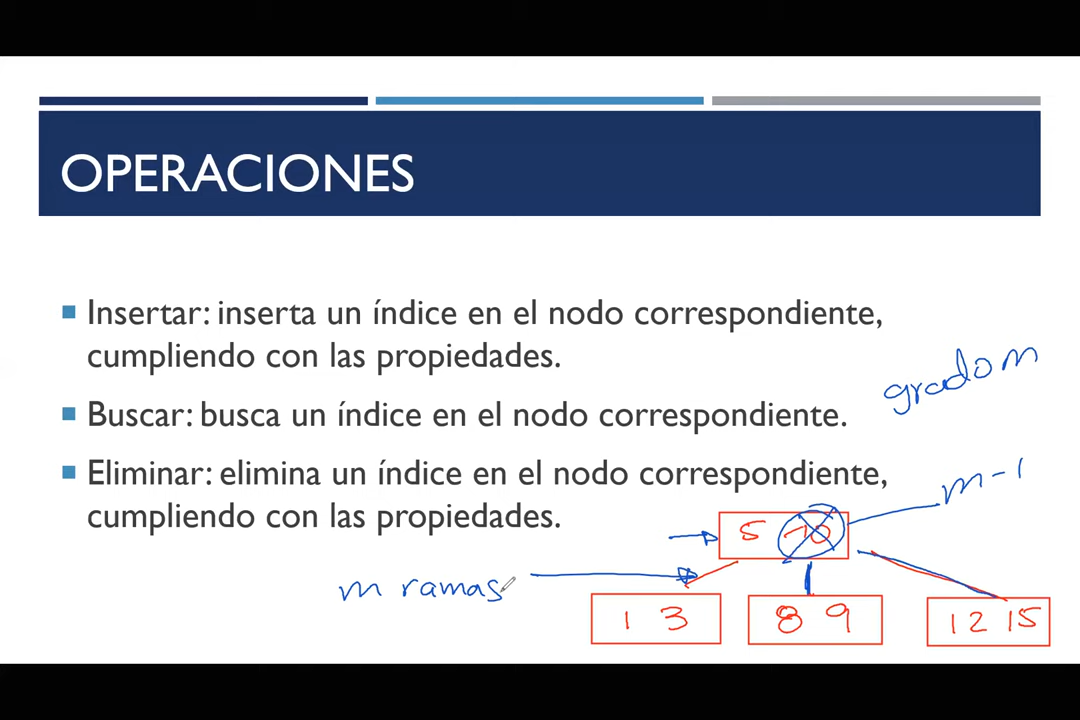 OPERACIONES
Insertar: inserta un índice en el nodo correspondiente,
cumpliendo con las propiedades.
grado m
Buscar: busca un índice en el nodo correspondiente.
Eliminar: elimina un índice en el nodo correspondiente,
cumpliendo con las propiedades.
m-1
5 10
m ramas
1 3
8 9
12 15